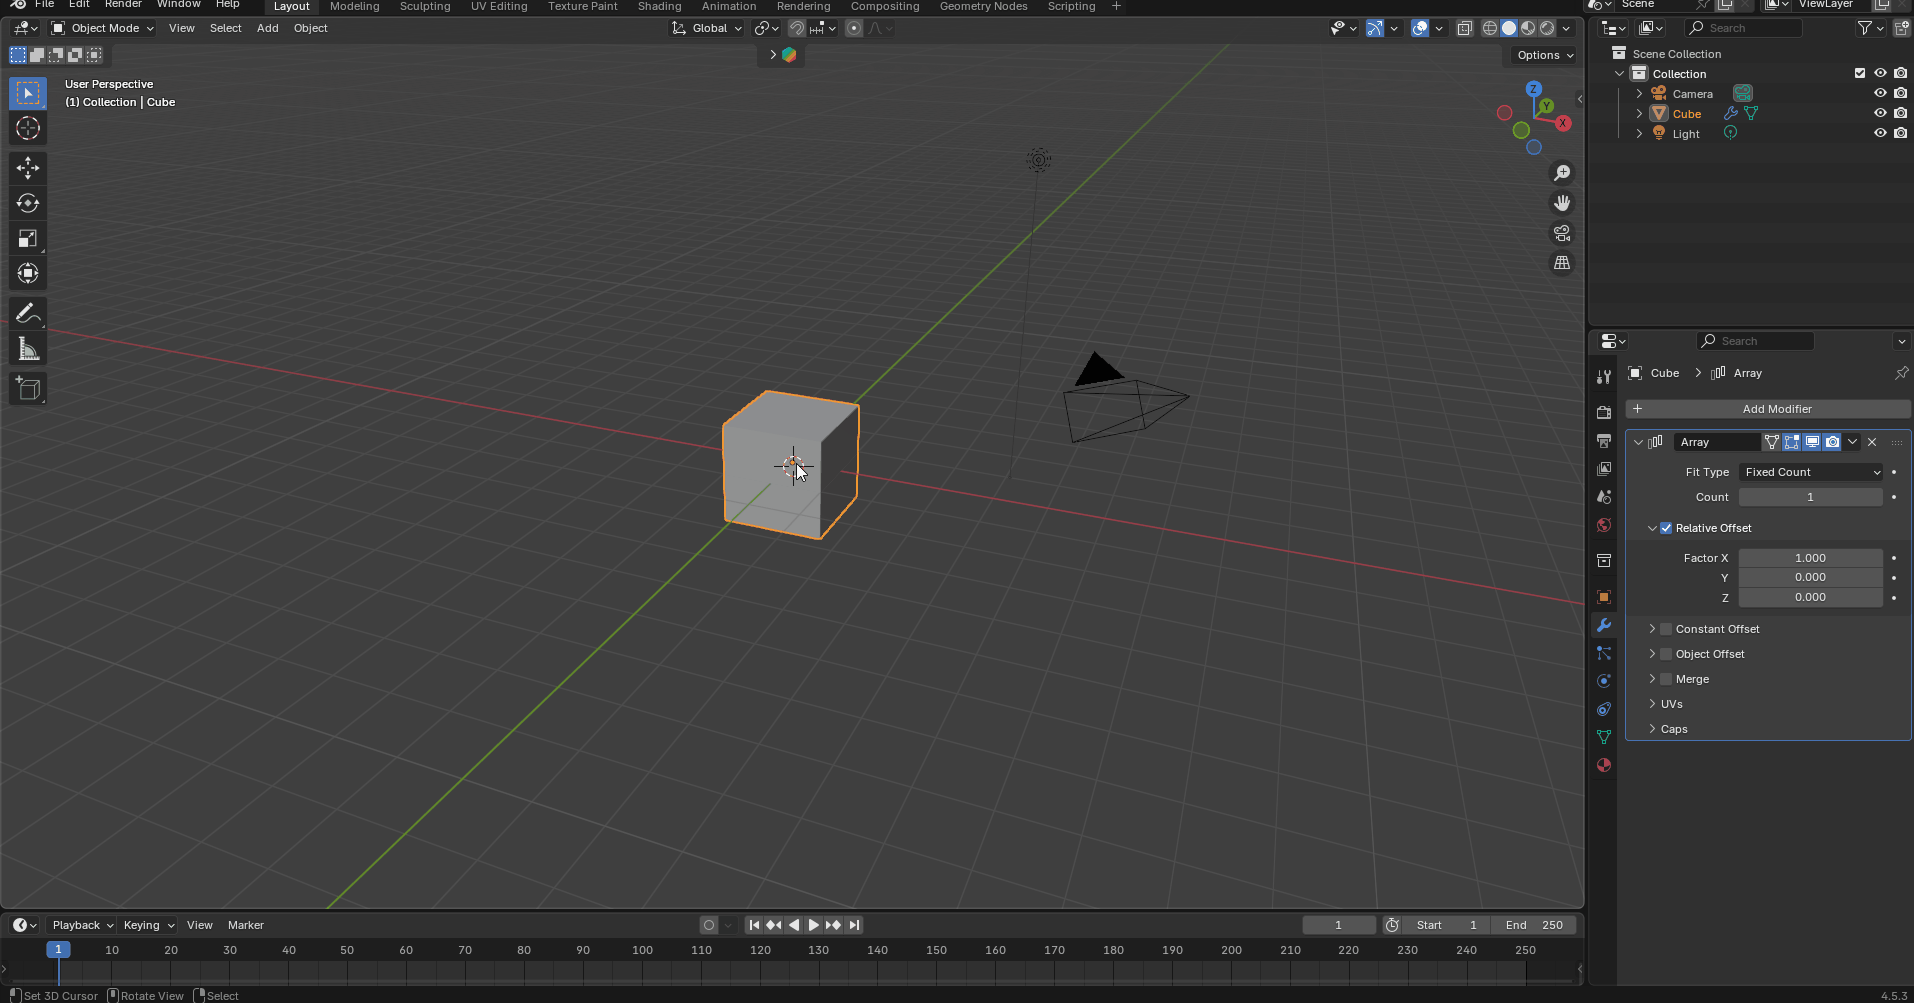 File Edit Render Window Help Layout Modeling Sculpting UV Editing Texture Paint Shading Animation Rendering Compositing Geometry Nodes Scripting + Scene ViewLayer
Object Mode View Select Add Object Global Search
Options
User Perspective
(1) Collection | Cube
Z
Y
X
Scene Collection
Collection
Camera
Cube
Light
Search
Cube > Array
+ Add Modifier
Array
Fit Type Fixed Count
Count 1
Relative Offset
Factor X 1.000
Y 0.000
Z 0.000
Constant Offset
Object Offset
Merge
UVs
Caps
Playback Keying View Marker 1 Start 1 End 250
1 10 20 30 40 50 60 70 80 90 100 110 120 130 140 150 160 170 180 190 200 210 220 230 240 250
Set 3D Cursor Rotate View Select 4.5.3